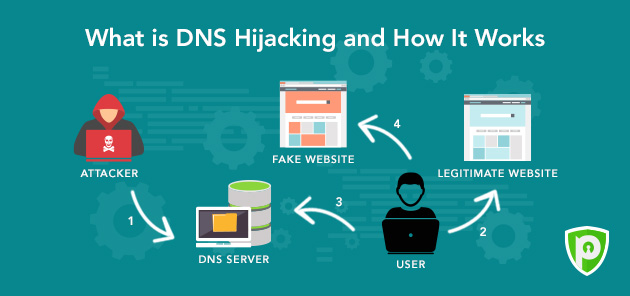 What is DNS Hijacking and How It Works
ATTACKER
1
DNS SERVER
FAKE WEBSITE
4
3
USER
2
LEGITIMATE WEBSITE
P